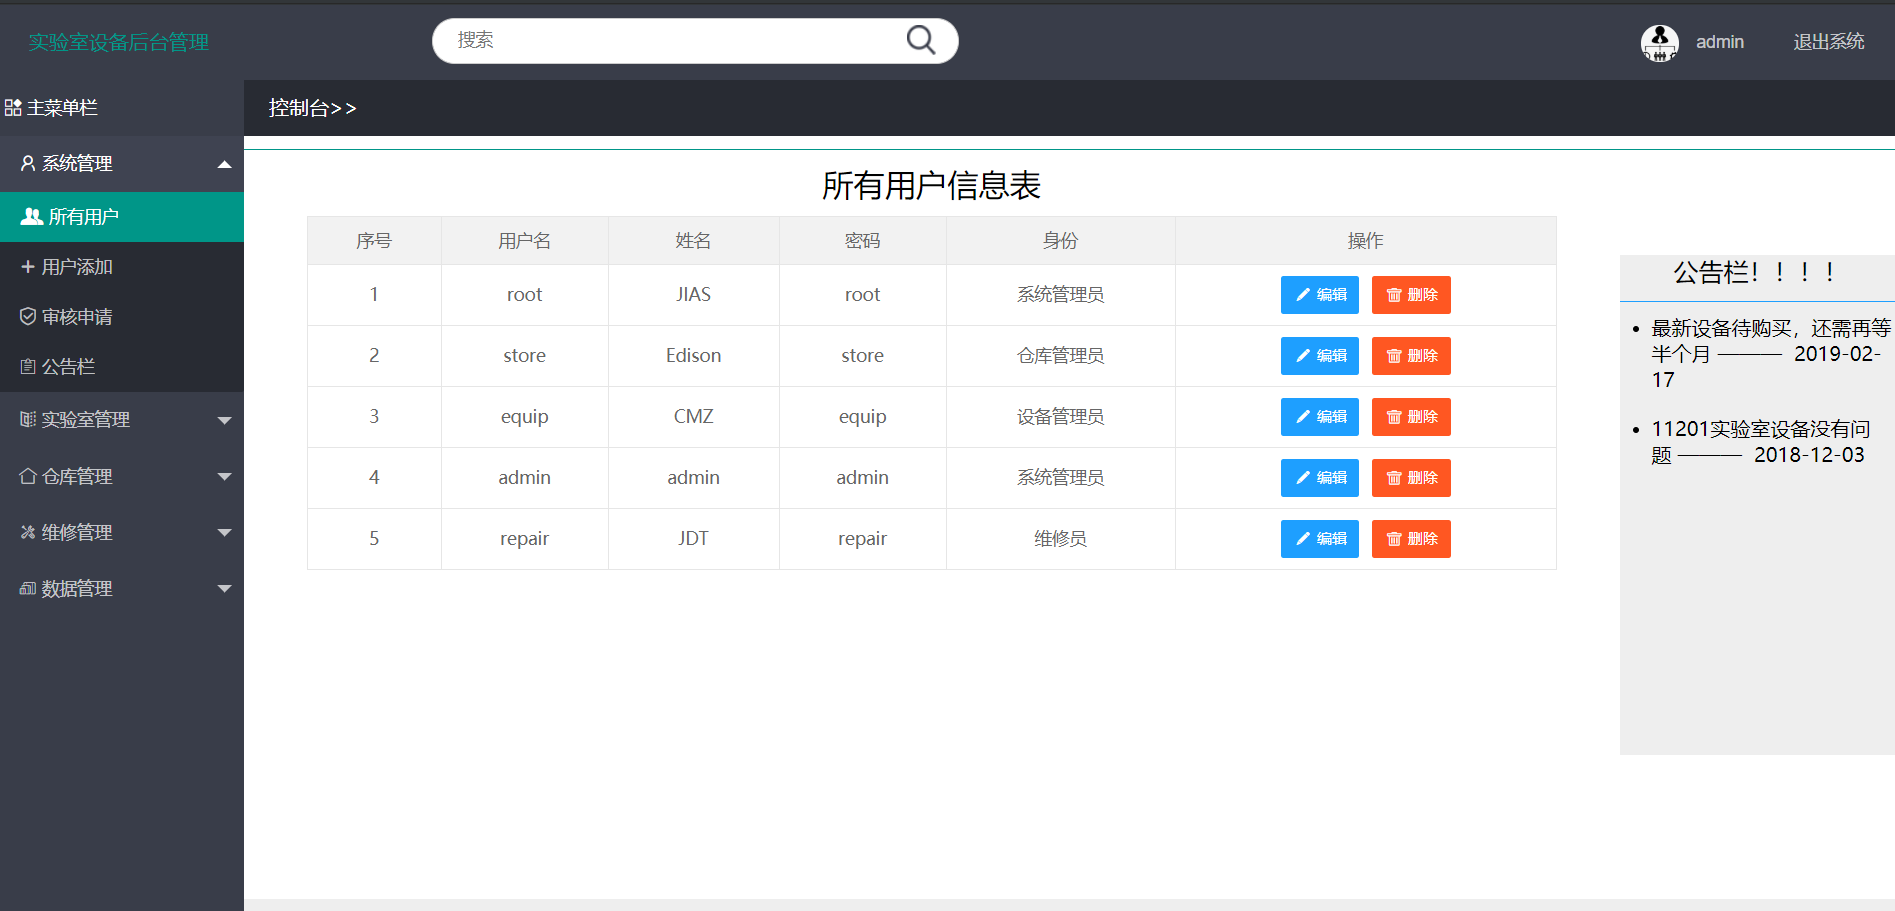 实验室设备后台管理
搜索
admin
退出系统
主菜单栏
控制台>>
系统管理
所有用户
用户添加
审核申请
公告栏
实验室管理
仓库管理
维修管理
数据管理
所有用户信息表
序号 用户名 姓名 密码 身份 操作
1 root JIAS root 系统管理员 编辑 删除
2 store Edison store 仓库管理员 编辑 删除
3 equip CMZ equip 设备管理员 编辑 删除
4 admin admin admin 系统管理员 编辑 删除
5 repair JDT repair 维修员 编辑 删除
公告栏！！！！
最新设备待购买，还需再等
半个月 ——— 2019-02-
17
11201实验室设备没有问
题 ——— 2018-12-03